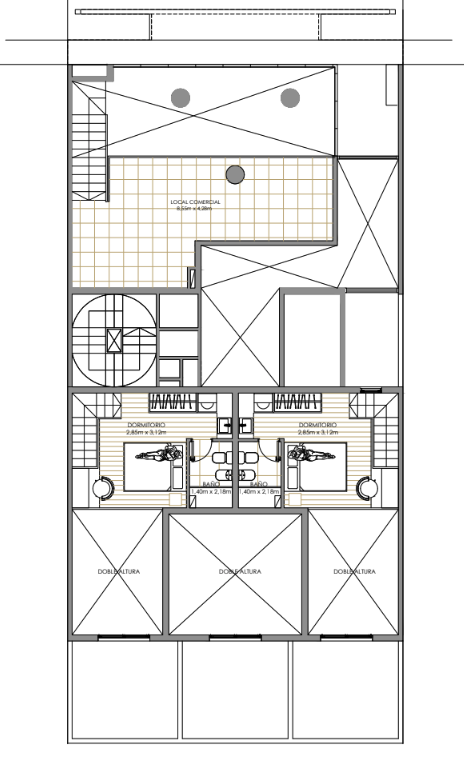 LOCAL COMERCIAL
8,55m x 4,28m
DORMITORIO
2,85m x 3,12m
DORMITORIO
2,85m x 3,12m
BAÑO
1,40m x 2,18m
BAÑO
1,40m x 2,18m
DOBLE ALTURA
DOBLE ALTURA
DOBLE ALTURA